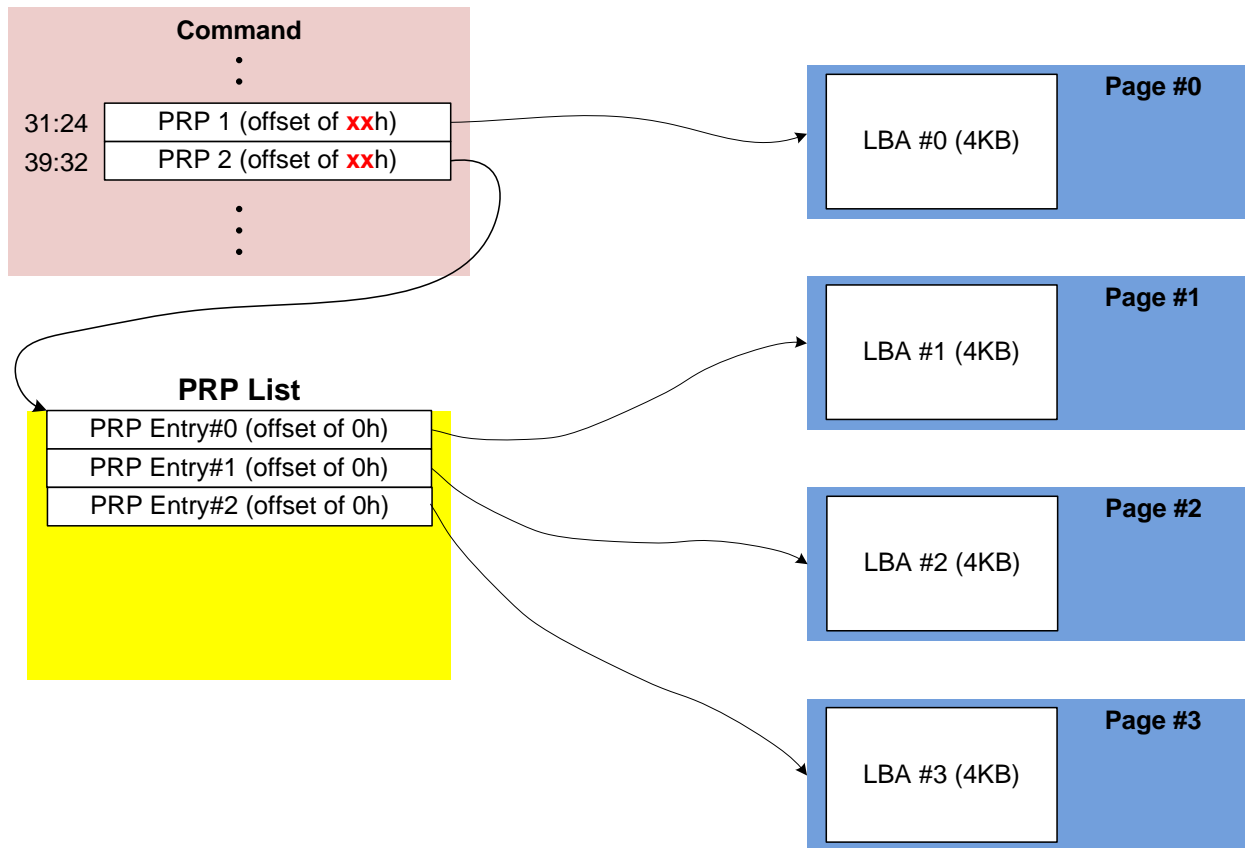 Command
31:24 PRP 1 (offset of xxh)
39:32 PRP 2 (offset of xxh)
PRP List
PRP Entry#0 (offset of 0h)
PRP Entry#1 (offset of 0h)
PRP Entry#2 (offset of 0h)
Page #0
LBA #0 (4KB)
Page #1
LBA #1 (4KB)
Page #2
LBA #2 (4KB)
Page #3
LBA #3 (4KB)